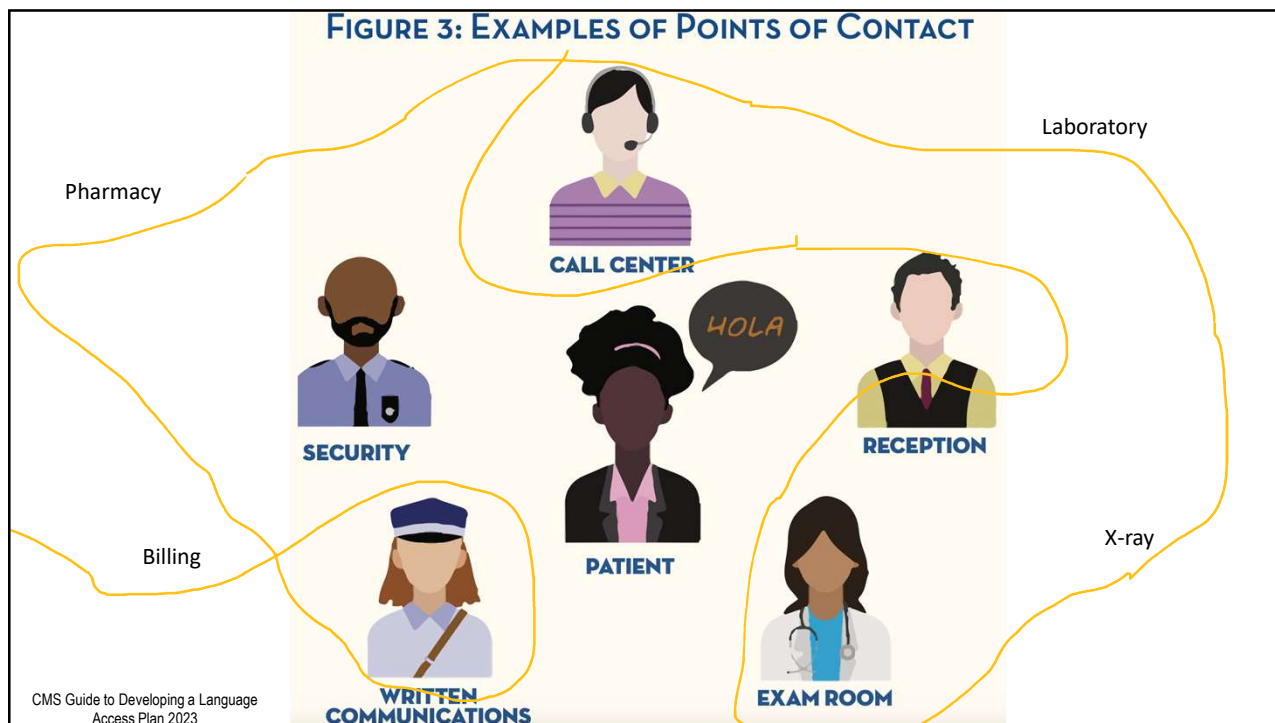 FIGURE 3: EXAMPLES OF POINTS OF CONTACT
Laboratory
Pharmacy
CALL CENTER
HOLA
SECURITY
RECEPTION
X-ray
Billing
PATIENT
WRITTEN
COMMUNICATIONS
EXAM ROOM
CMS Guide to Developing a Language
Access Plan 2023